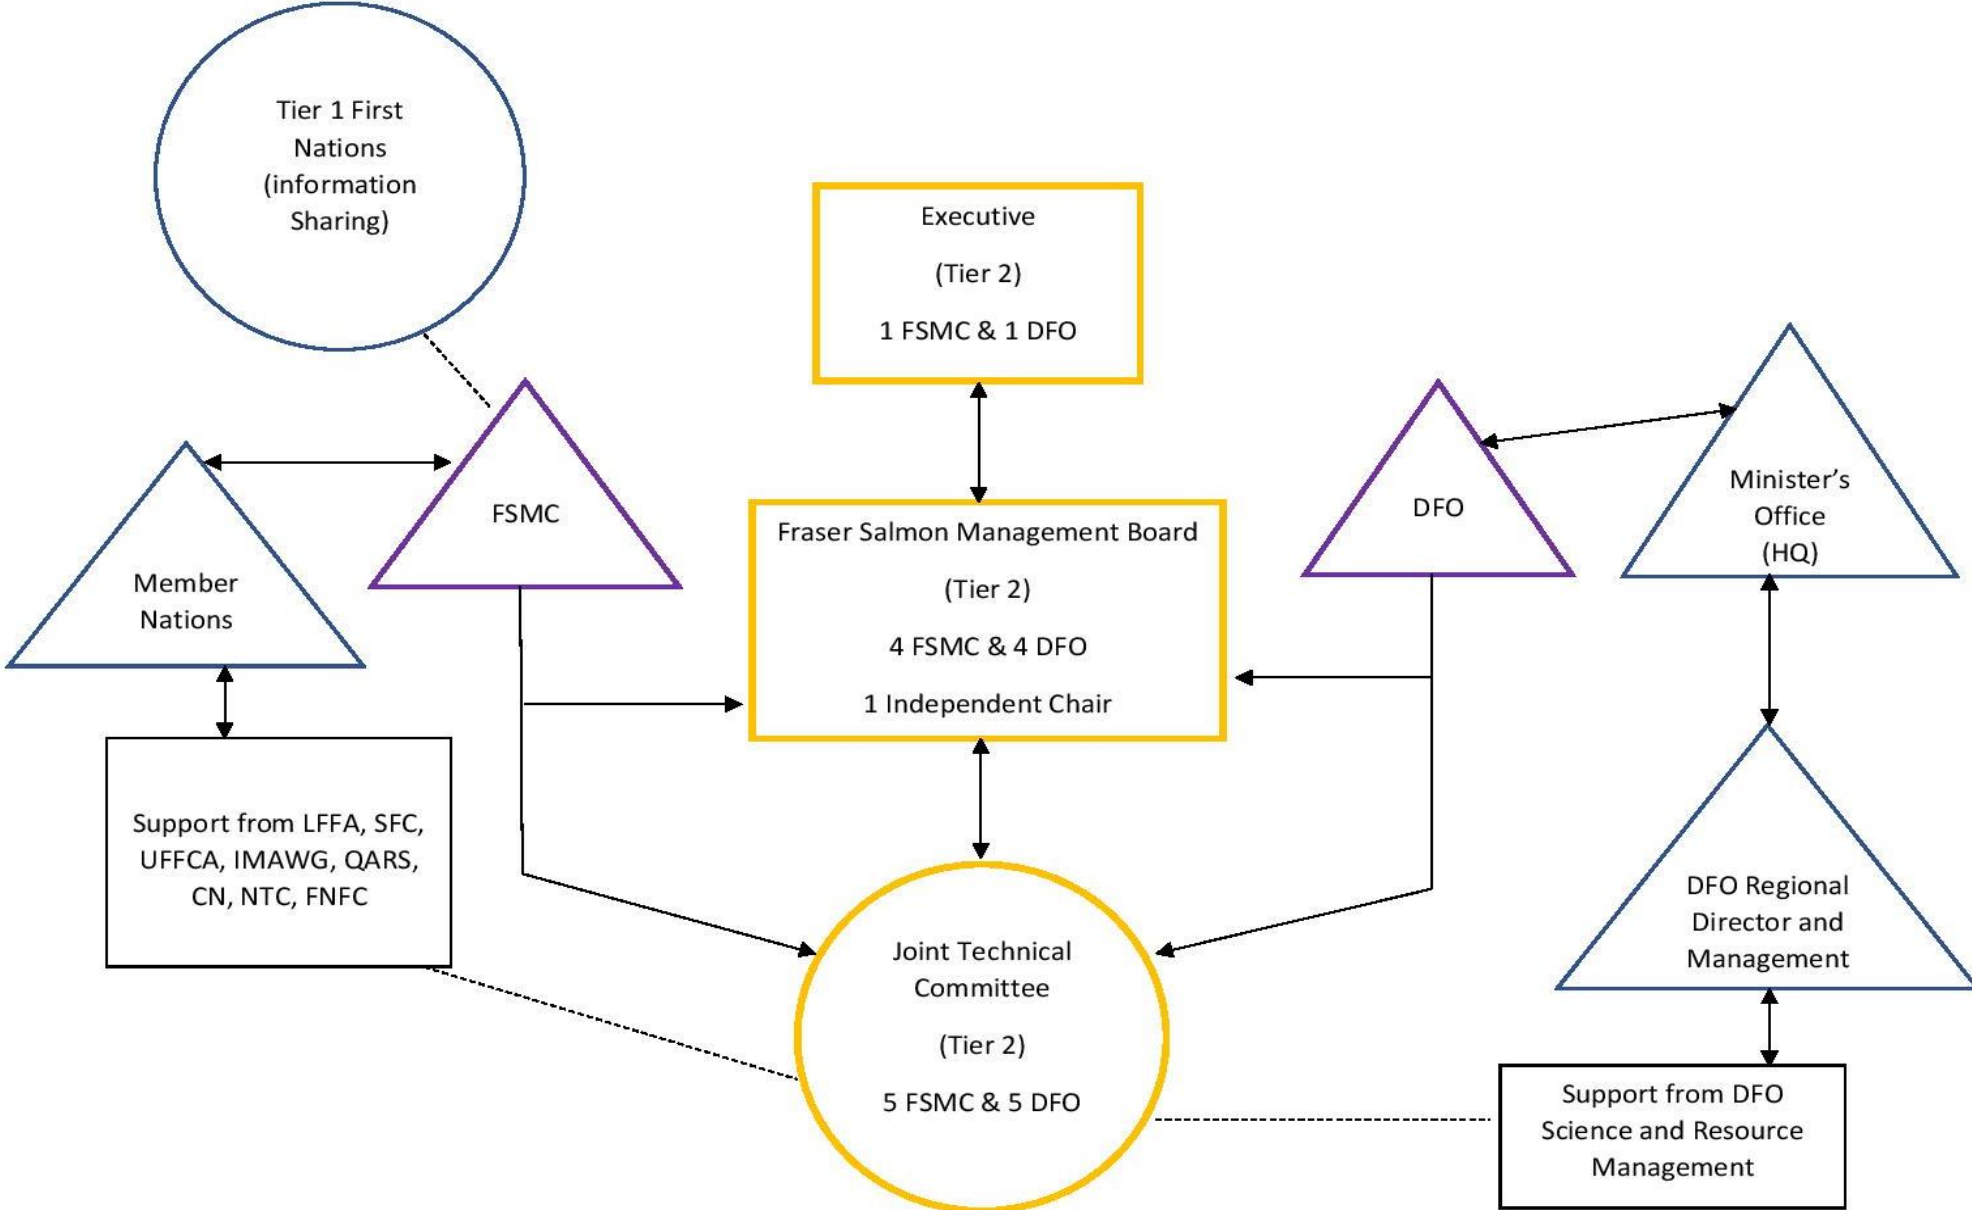 Tier 1 First
Nations
(information
Sharing)
Executive
(Tier 2)
1 FSMC & 1 DFO
FSMC
Member
Nations
Fraser Salmon Management Board
(Tier 2)
4 FSMC & 4 DFO
1 Independent Chair
DFO
Minister’s
Office
(HQ)
Support from LFFA, SFC,
UFFCA, IMAWG, QARS,
CN, NTC, FNFC
Joint Technical
Committee
(Tier 2)
5 FSMC & 5 DFO
DFO Regional
Director and
Management
Support from DFO
Science and Resource
Management